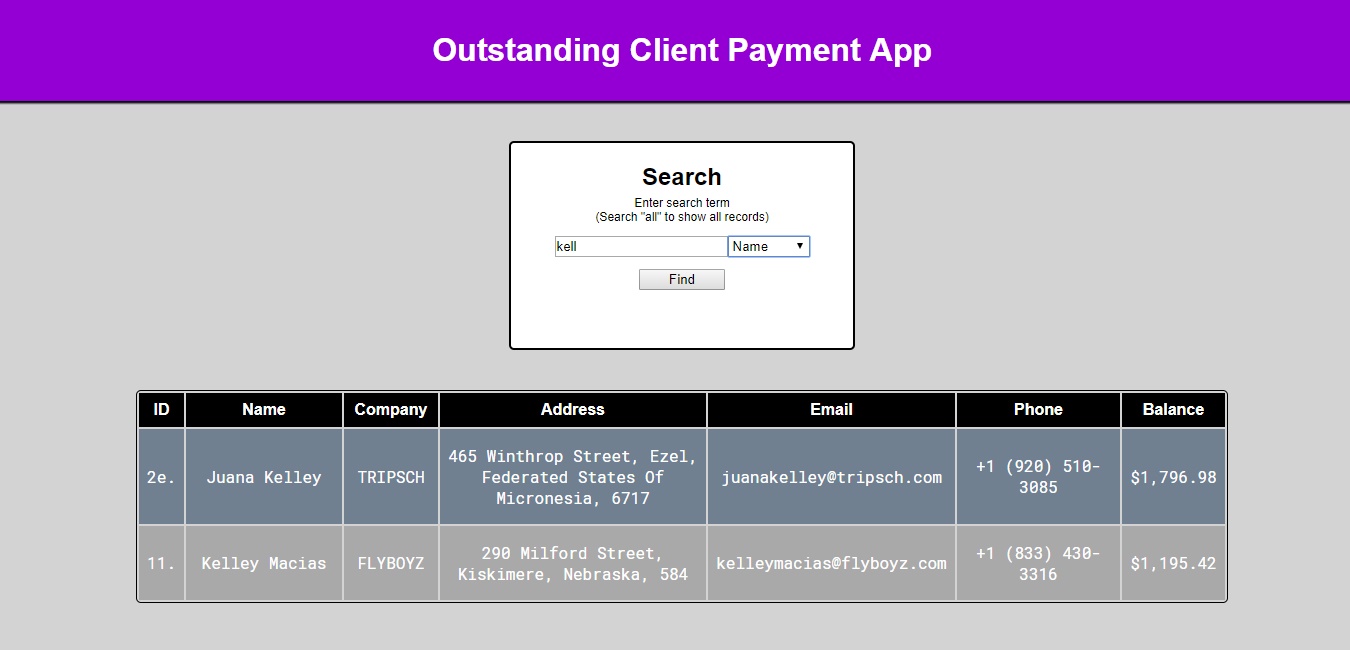 Outstanding Client Payment App
Search
Enter search term
(Search "all" to show all records)
kell Name
Find
ID Name Company Address Email Phone Balance
2e. Juana Kelley TRIPSCH 465 Winthrop Street, Ezel,
Federated States Of
Micronesia, 6717 juanakelley@tripsch.com +1 (920) 510-
3085 $1,796.98
11. Kelley Macias FLYBOYZ 290 Milford Street,
Kiskimere, Nebraska, 584 kelleymacias@flyboyz.com +1 (833) 430-
3316 $1,195.42